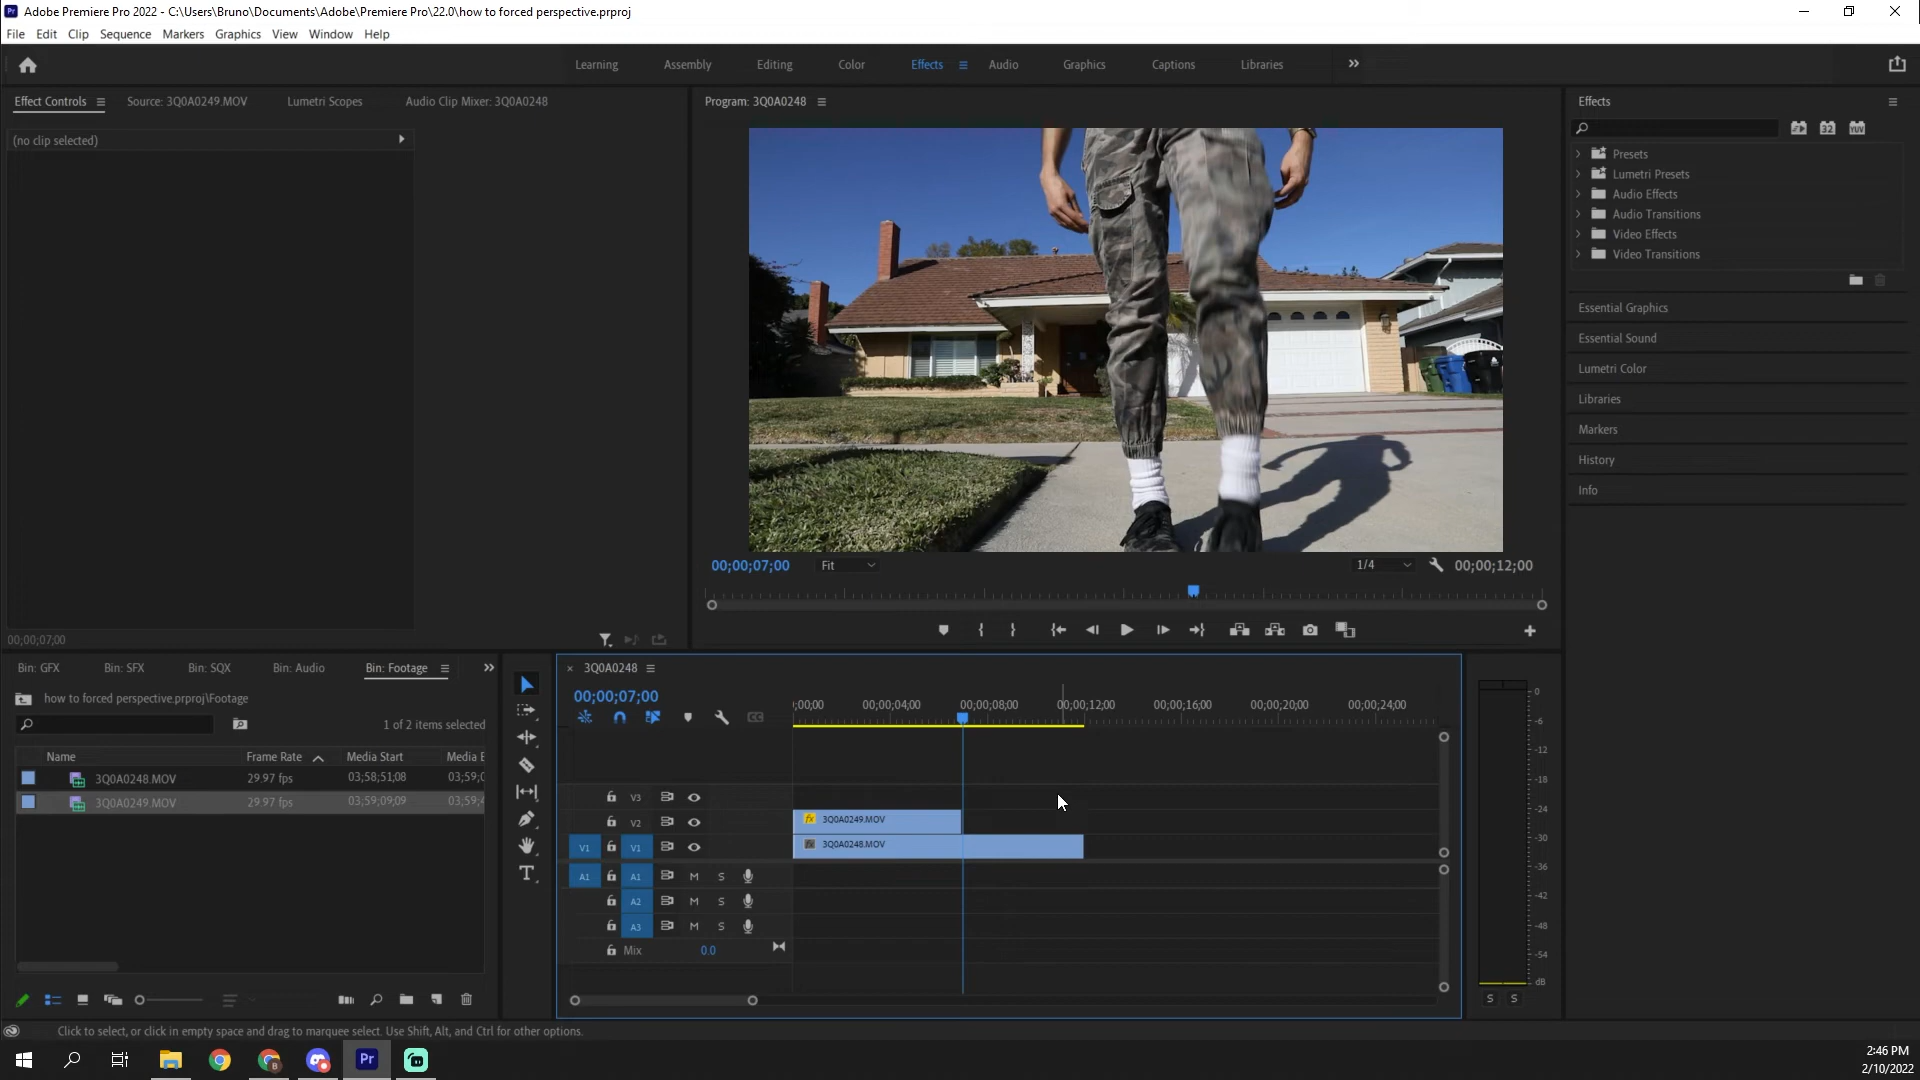 Adobe Premiere Pro 2022 - C:\Users\Bruno\Documents\Adobe\Premiere Pro\22.0\how to forced perspective.prproj
File Edit Clip Sequence Markers Graphics View Window Help
Learning Assembly Editing Color Effects Audio Graphics Captions Libraries
Effect Controls Source: 3Q0A0249.MOV Lumetri Scopes Audio Clip Mixer: 3Q0A0248
(no clip selected)
00;00;07;00
Program: 3Q0A0248
00;00;07;00 Fit 1/4 00;00;12;00
Effects
32 YUV
Presets
Lumetri Presets
Audio Effects
Audio Transitions
Video Effects
Video Transitions
Essential Graphics
Essential Sound
Lumetri Color
Libraries
Markers
History
Info
Bin: GFX Bin: SFX Bin: SQX Bin: Audio Bin: Footage
how to forced perspective.prproj\Footage
1 of 2 items selected
Name Frame Rate Media Start Media E
3Q0A0248.MOV 29.97 fps 03;58;51;08 03;59;0
3Q0A0249.MOV 29.97 fps 03;59;09;09 03;59;4
T
3Q0A0248
00;00;07;00
;00;00 00;00;04;00 00;00;08;00 00;00;12;00 00;00;16;00 00;00;20;00 00;00;24;00
V3
V2 fx 3Q0A0249.MOV
V1 V1 fx 3Q0A0248.MOV
A1 A1 M S
A2 M S
A3 M S
Mix 0.0
0
-6
-12
-18
-24
-30
-36
-42
-48
-54
dB
S S
Click to select, or click in empty space and drag to marquee select. Use Shift, Alt, and Ctrl for other options.
B Pr
2:46 PM
2/10/2022